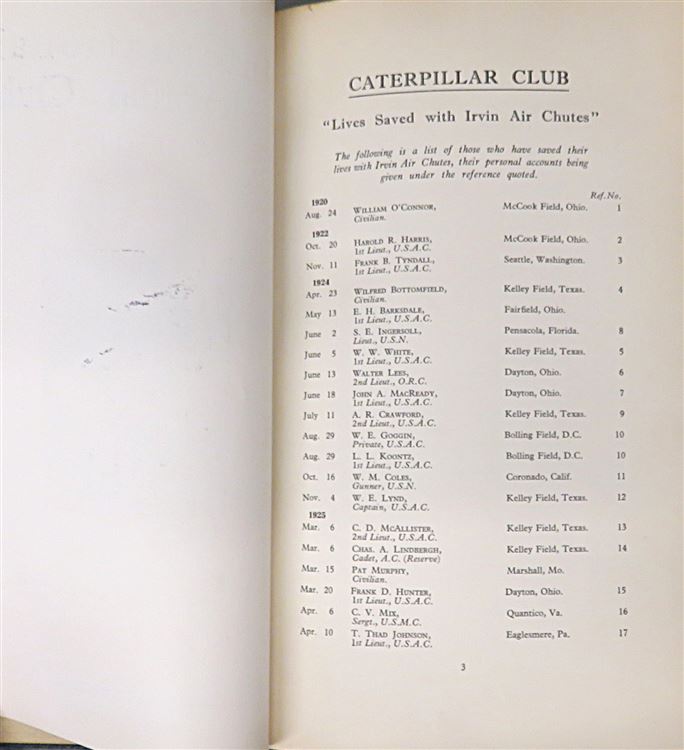 CATERPILLAR CLUB
"Lives Saved with Irvin Air Chutes"
The following is a list of those who have saved their
lives with Irvin Air Chutes, their personal accounts being
given under the reference quoted.
Ref. No.
1920
Aug. 24 William O'Connor, McCook Field, Ohio. 1
Civilian.
1922
Oct. 20 Harold R. Harris, McCook Field, Ohio. 2
1st Lieut., U.S.A.C.
Nov. 11 Frank B. Tyndall, Seattle, Washington. 3
1st Lieut., U.S.A.C.
1924
Apr. 23 Wilfred Bottomfield, Kelley Field, Texas. 4
Civilian.
May 13 E. H. Barksdale, Fairfield, Ohio.
1st Lieut., U.S.A.C.
June 2 S. E. Ingersoll, Pensacola, Florida. 8
Lieut., U.S.N.
June 5 W. W. White, Kelley Field, Texas. 5
1st Lieut., U.S.A.C.
June 13 Walter Lees, Dayton, Ohio. 6
2nd Lieut., O.R.C.
June 18 John A. MacReady, Dayton, Ohio. 7
1st Lieut., U.S.A.C.
July 11 A. R. Crawford, Kelley Field, Texas. 9
2nd Lieut., U.S.A.C.
Aug. 29 W. E. Goggin, Bolling Field, D.C. 10
Private, U.S.A.C.
Aug. 29 L. L. Koontz, Bolling Field, D.C. 10
1st Lieut., U.S.A.C.
Oct. 16 W. M. Coles, Coronado, Calif. 11
Gunner, U.S.N.
Nov. 4 W. E. Lynd, Kelley Field, Texas. 12
Captain, U.S.A.C.
1925
Mar. 6 C. D. McAllister, Kelley Field, Texas. 13
2nd Lieut., U.S.A.C.
Mar. 6 Chas. A. Lindbergh, Kelley Field, Texas. 14
Cadet, A.C. (Reserve)
Mar. 15 Pat Murphy, Marshall, Mo.
Civilian.
Mar. 20 Frank D. Hunter, Dayton, Ohio. 15
1st Lieut., U.S.A.C.
Apr. 6 C. V. Mix, Quantico, Va. 16
Sergt., U.S.M.C.
Apr. 10 T. Thad Johnson, Eaglesmere, Pa. 17
1st Lieut., U.S.A.C.
3